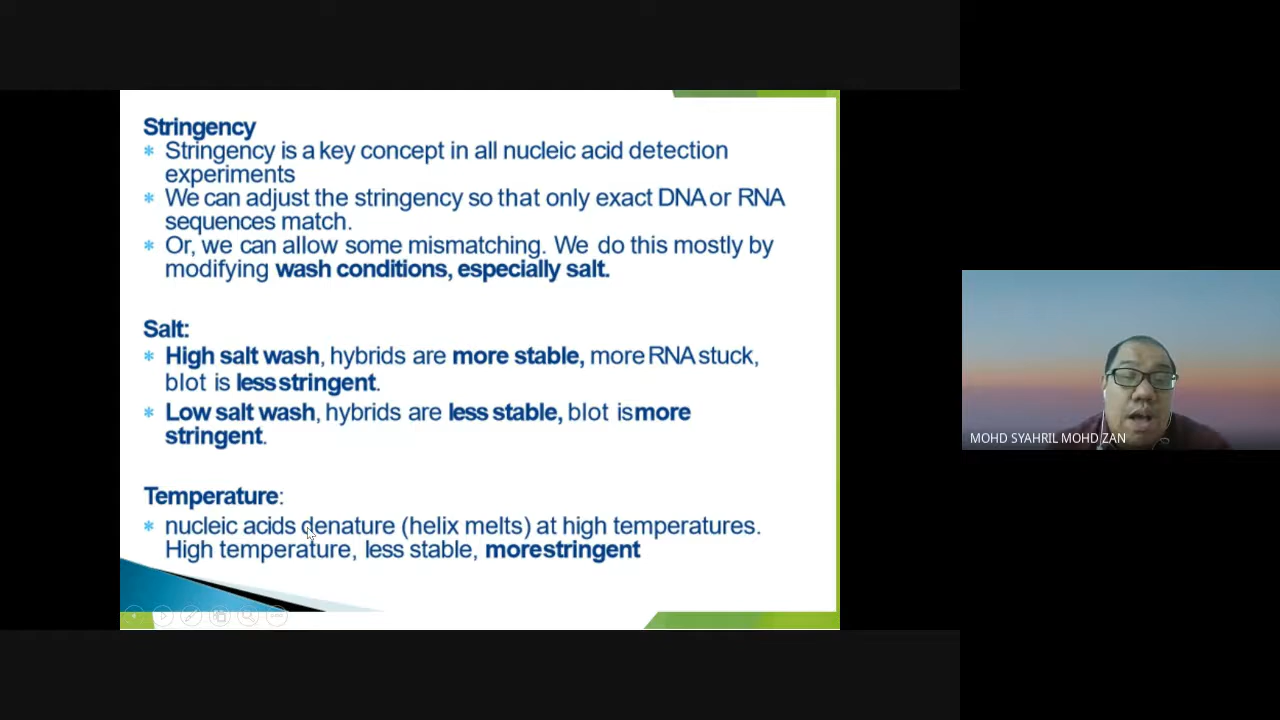 Stringency
* Stringency is a key concept in all nucleic acid detection
experiments
* We can adjust the stringency so that only exact DNA or RNA
sequences match.
* Or, we can allow some mismatching. We do this mostly by
modifying wash conditions, especially salt.
Salt:
* High salt wash, hybrids are more stable, more RNA stuck,
blot is less stringent.
* Low salt wash, hybrids are less stable, blot is more
stringent.
Temperature:
* nucleic acids denature (helix melts) at high temperatures.
High temperature, less stable, more stringent
MOHD SYAHRIL MOHD ZAN